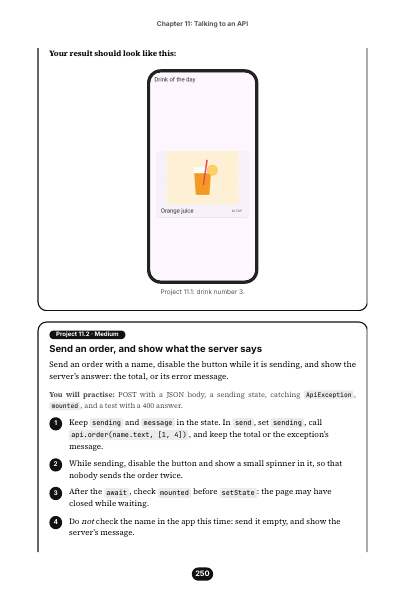 Chapter 11: Talking to an API
Your result should look like this:
Drink of the day
Orange juice
Project 11.1: drink number 3.
Project 11.2 · Medium
Send an order, and show what the server says
Send an order with a name, disable the button while it is sending, and show the
server's answer: the total, or its error message.
You will practise: POST with a JSON body, a sending state, catching ApiException,
mounted, and a test with a 400 answer.
1 Keep sending and message in the state. In send, set sending, call
api.order(name.text, [1, 4]), and keep the total or the exception's
message.
2 While sending, disable the button and show a small spinner in it, so that
nobody sends the order twice.
3 After the await, check mounted before setState: the page may have
closed while waiting.
4 Do not check the name in the app this time: send it empty, and show the
server's message.
250